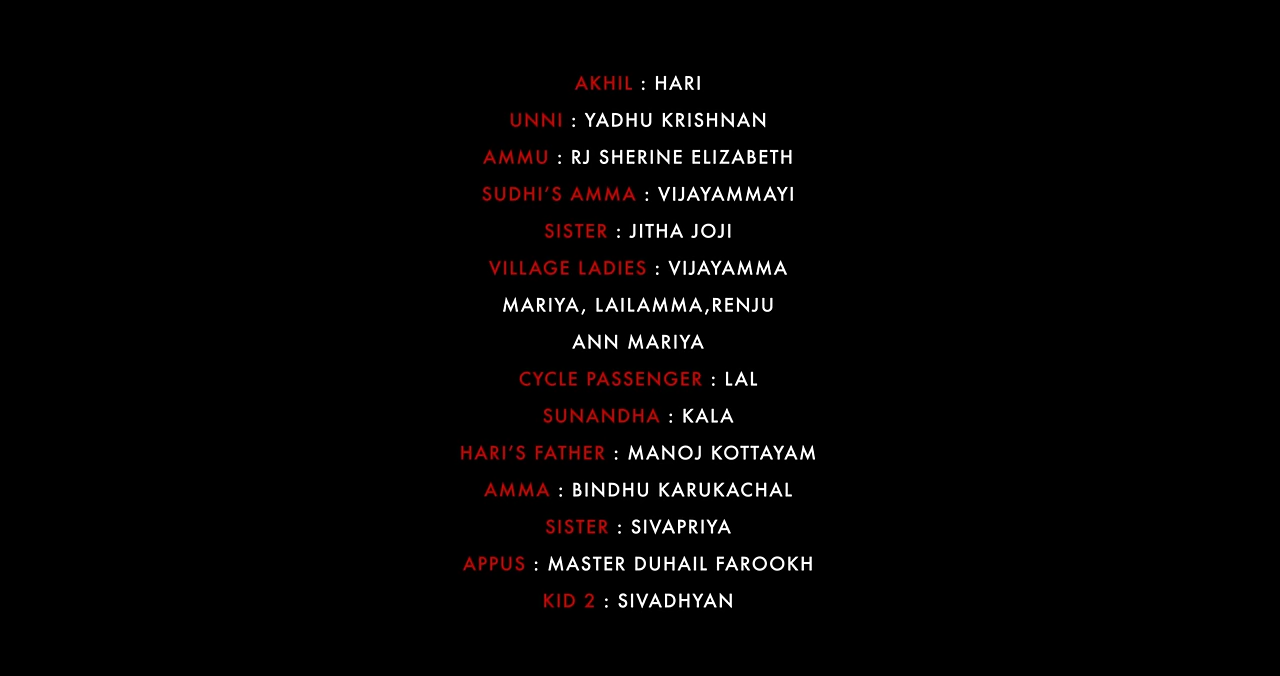 AKHIL : HARI
UNNI : YADHU KRISHNAN
AMMU : RJ SHERINE ELIZABETH
SUDHI'S AMMA : VIJAYAMMAYI
SISTER : JITHA JOJI
VILLAGE LADIES : VIJAYAMMA
MARIYA, LAILAMMA,RENJU
ANN MARIYA
CYCLE PASSENGER : LAL
SUNANDHA : KALA
HARI'S FATHER : MANOJ KOTTAYAM
AMMA : BINDHU KARUKACHAL
SISTER : SIVAPRIYA
APPUS : MASTER DUHAIL FAROOKH
KID 2 : SIVADHYAN